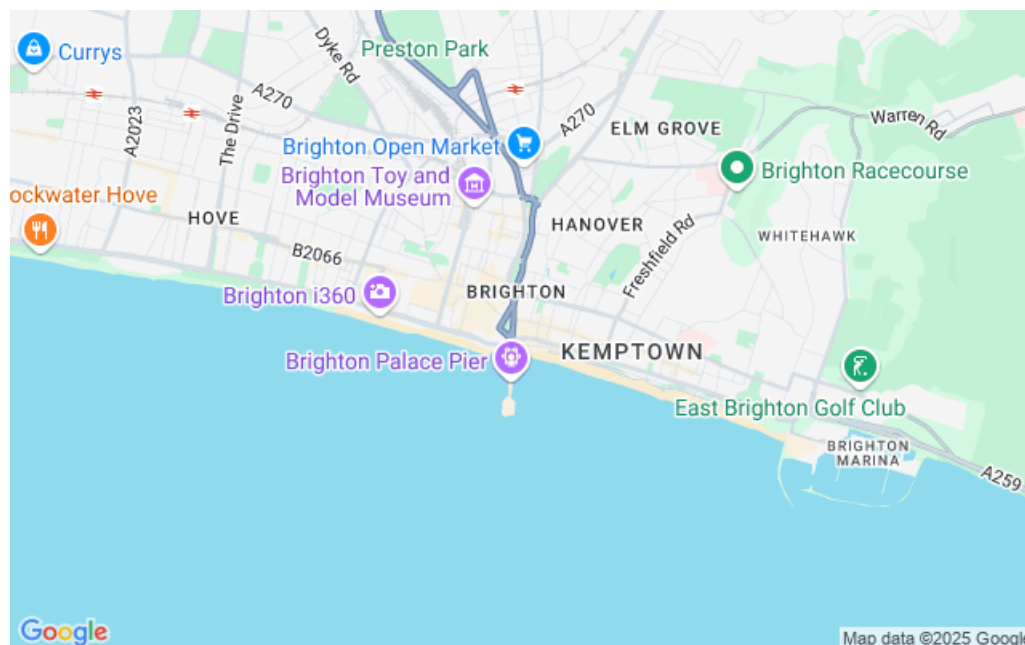 Preston Park
Currys
Dyke Rd
A270
A2023
The Drive
A270
ELM GROVE
Warren Rd
Brighton Open Market
Brighton Toy and
Model Museum
Brighton Racecourse
ockwater Hove
HOVE
HANOVER
WHITEHAWK
B2066
Freshfield Rd
Brighton i360
BRIGHTON
Brighton Palace Pier
KEMPTOWN
East Brighton Golf Club
BRIGHTON
MARINA
A259
Google
Map data ©2025 Google